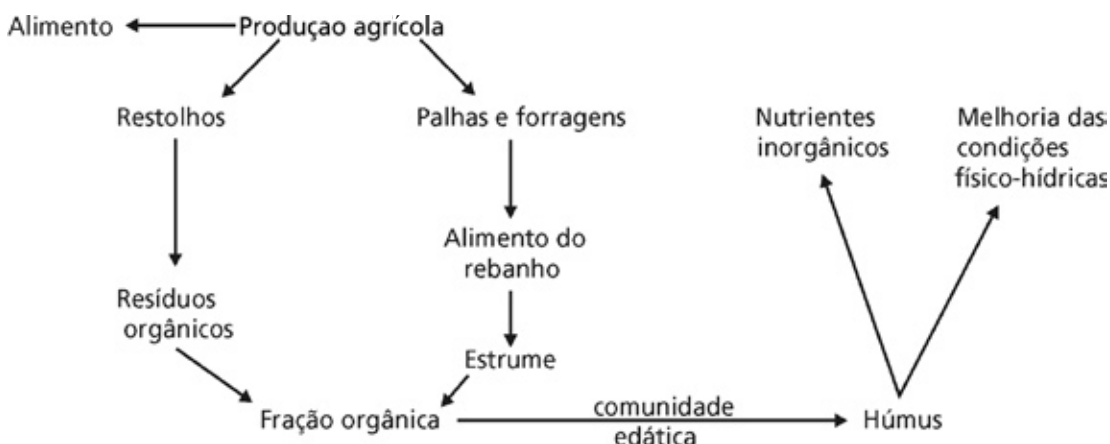 Alimento
Produçao agrícola
Restolhos
Palhas e forragens
Nutrientes
inorgânicos
Melhoria das
condições
físico-hídricas
Alimento do
rebanho
Resíduos
orgânicos
Estrume
Fração orgânica
comunidade
edática
Húmus